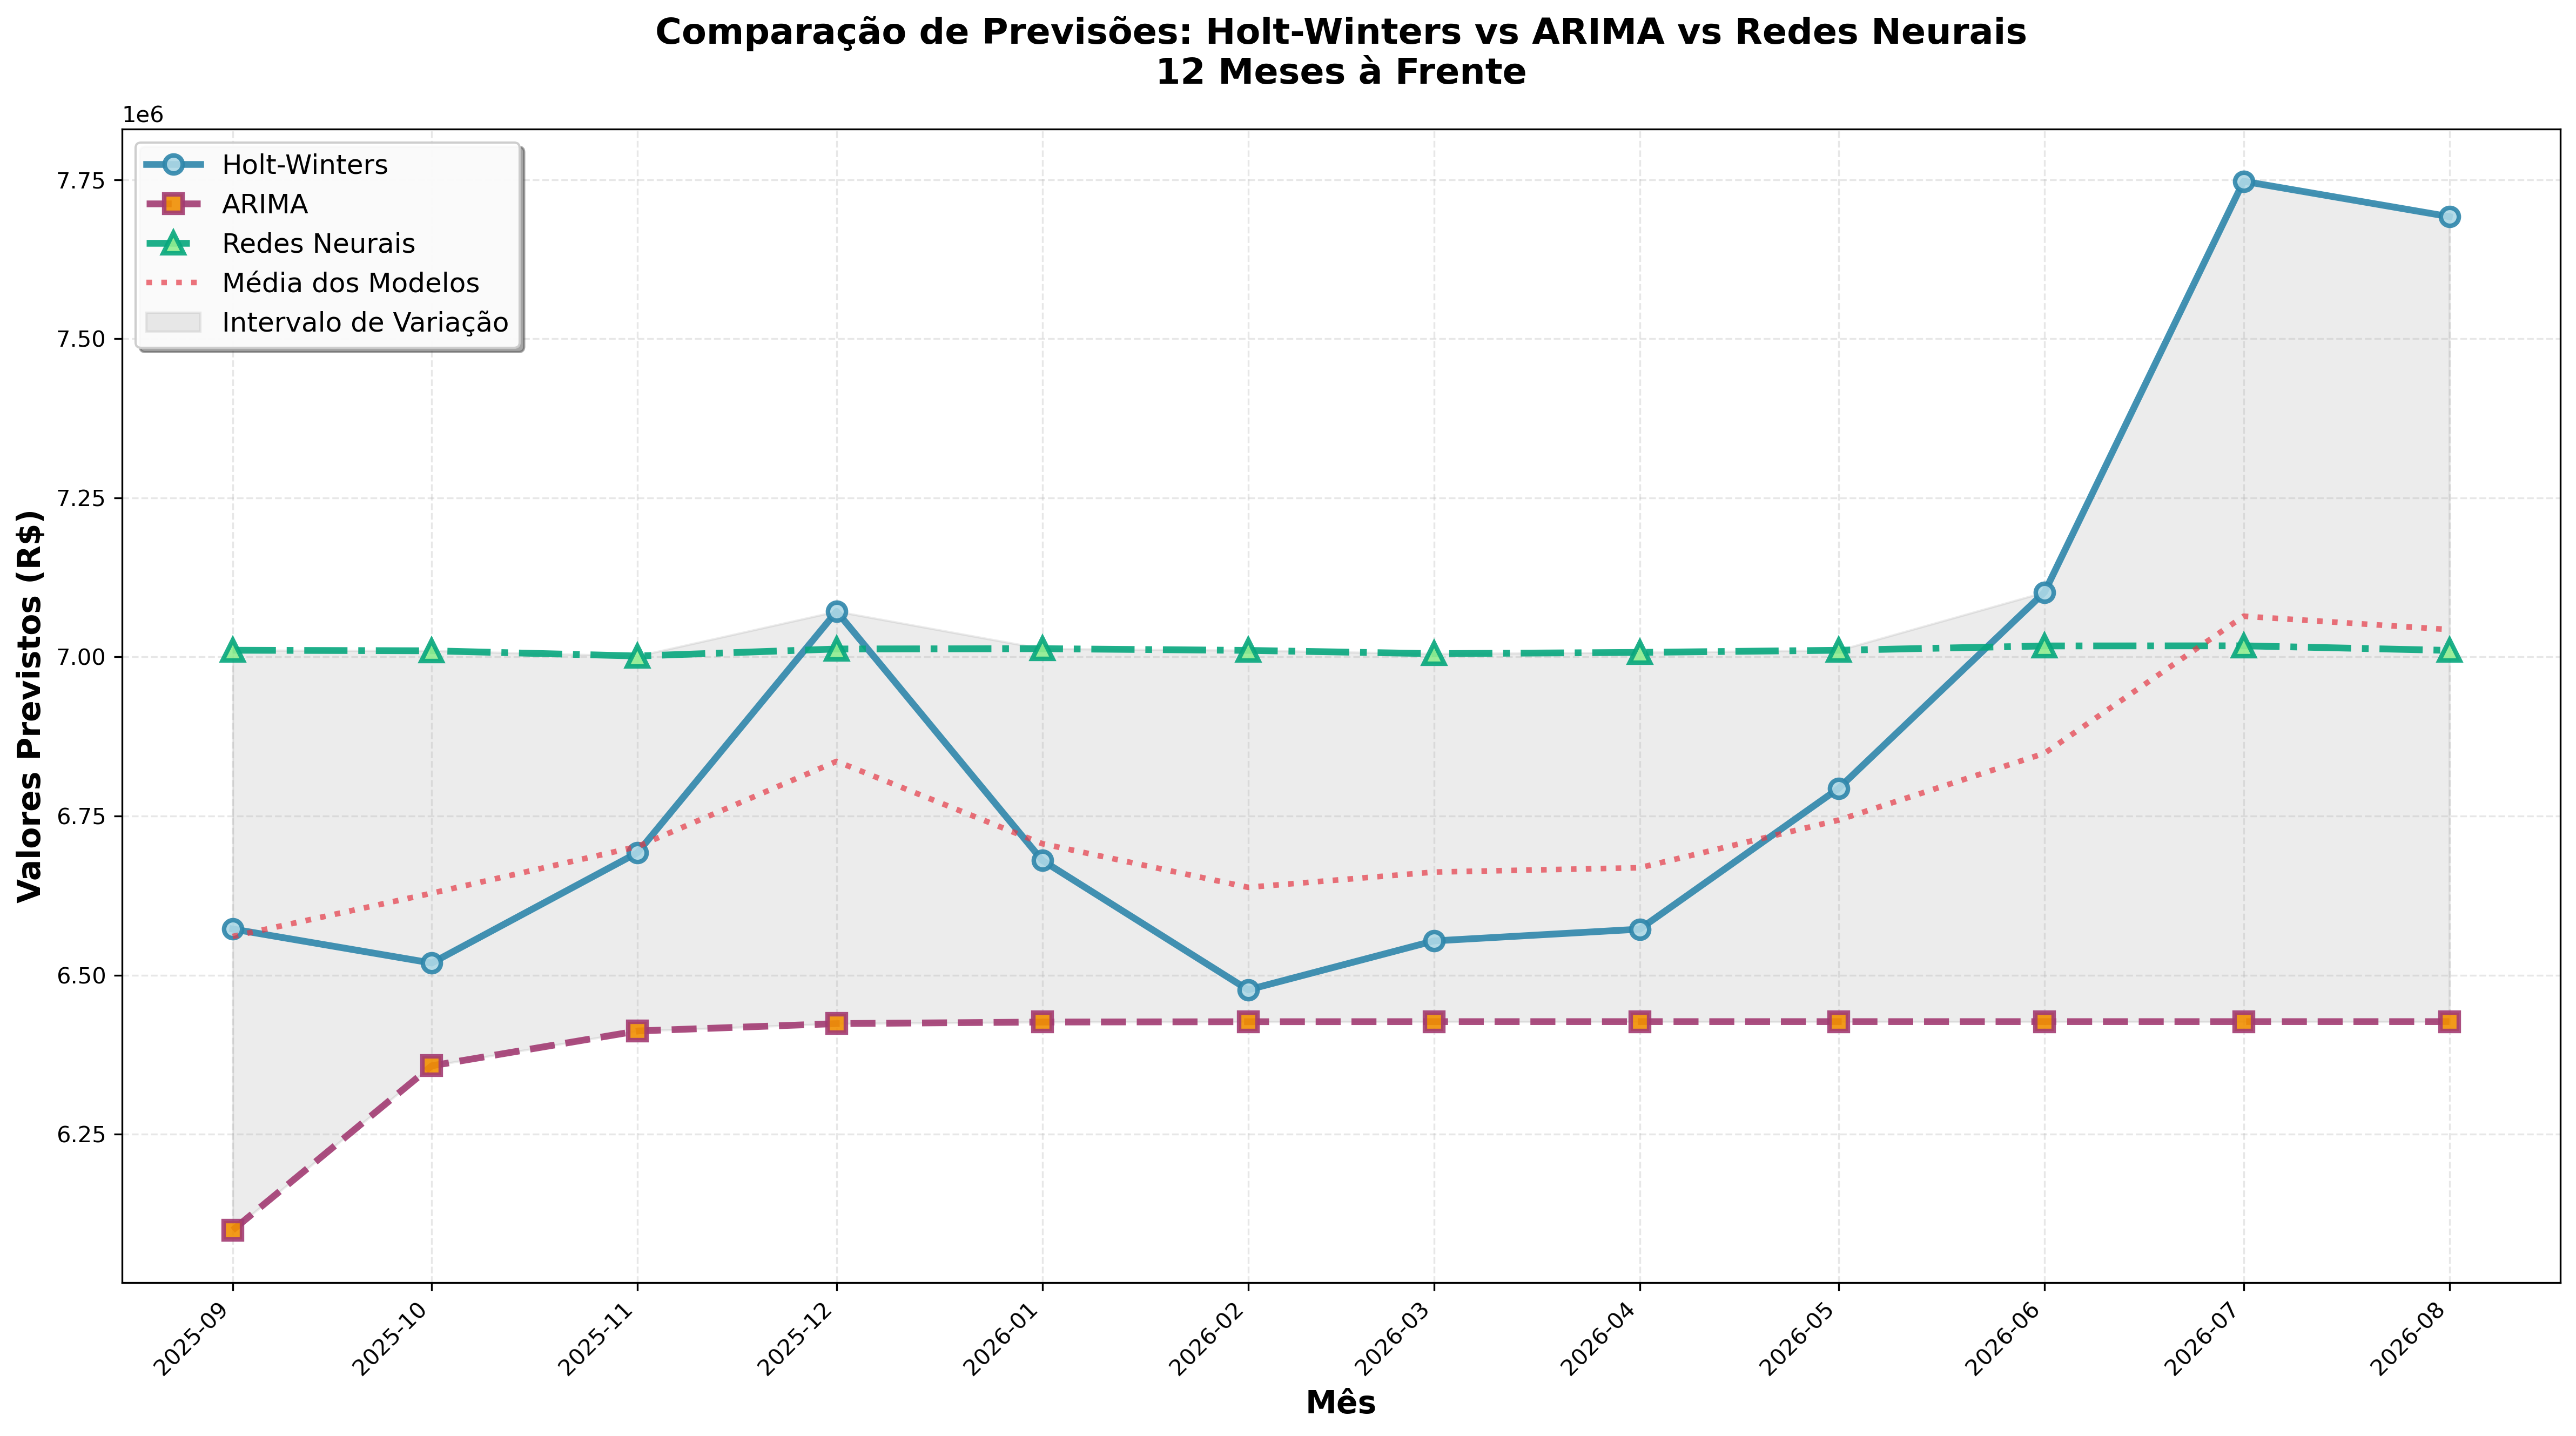 Comparação de Previsões: Holt-Winters vs ARIMA vs Redes Neurais
12 Meses à Frente
1e6
Holt-Winters
ARIMA
Redes Neurais
Média dos Modelos
Intervalo de Variação
7.75
7.50
7.25
7.00
6.75
6.50
6.25
Valores Previstos (R$)
2025-09
2025-10
2025-11
2025-12
2026-01
2026-02
2026-03
2026-04
2026-05
2026-06
2026-07
2026-08
Mês